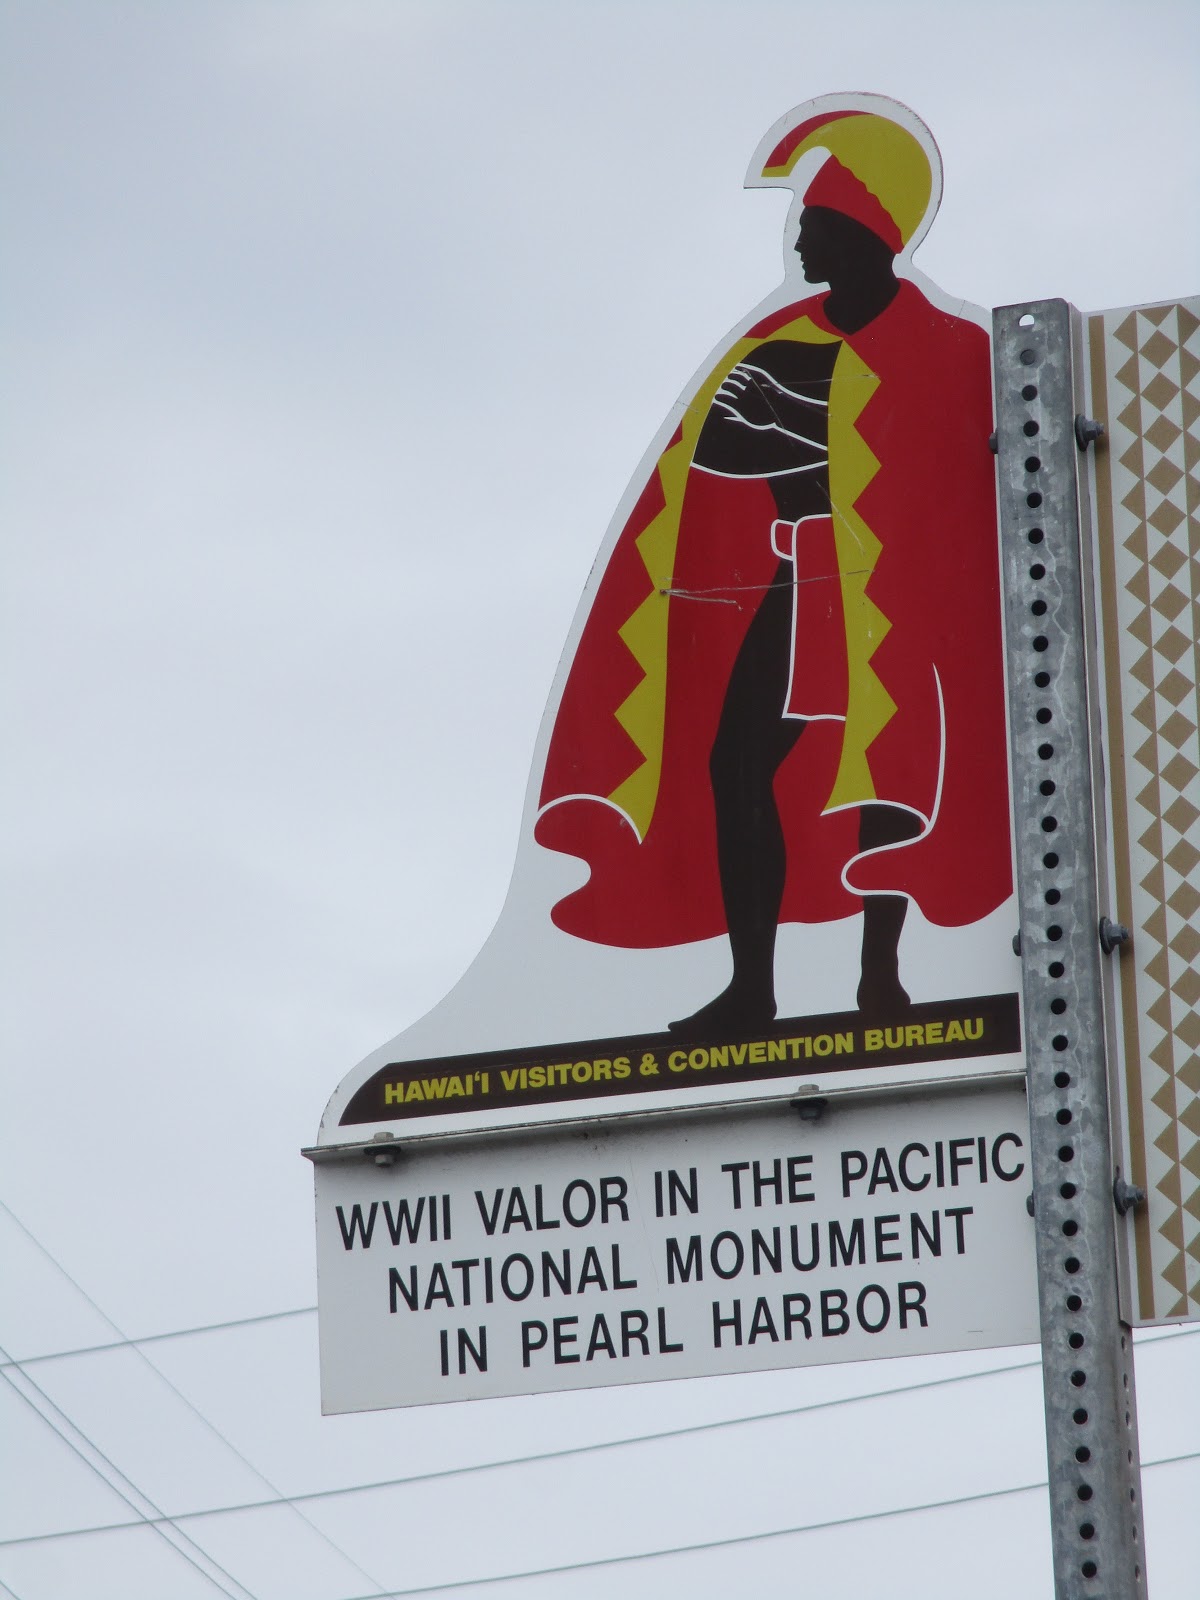 HAWAI‘I VISITORS & CONVENTION BUREAU
WWII VALOR IN THE PACIFIC
NATIONAL MONUMENT
IN PEARL HARBOR